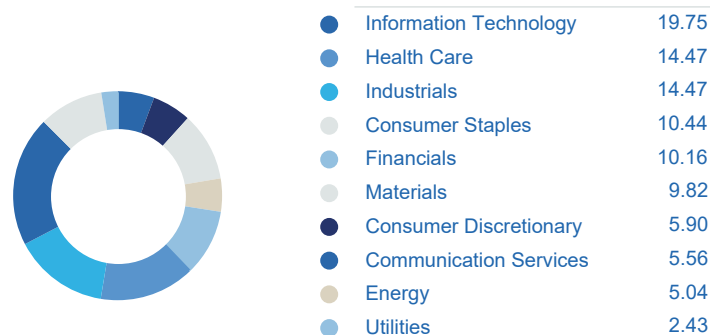 Information Technology 19.75
Health Care 14.47
Industrials 14.47
Consumer Staples 10.44
Financials 10.16
Materials 9.82
Consumer Discretionary 5.90
Communication Services 5.56
Energy 5.04
Utilities 2.43